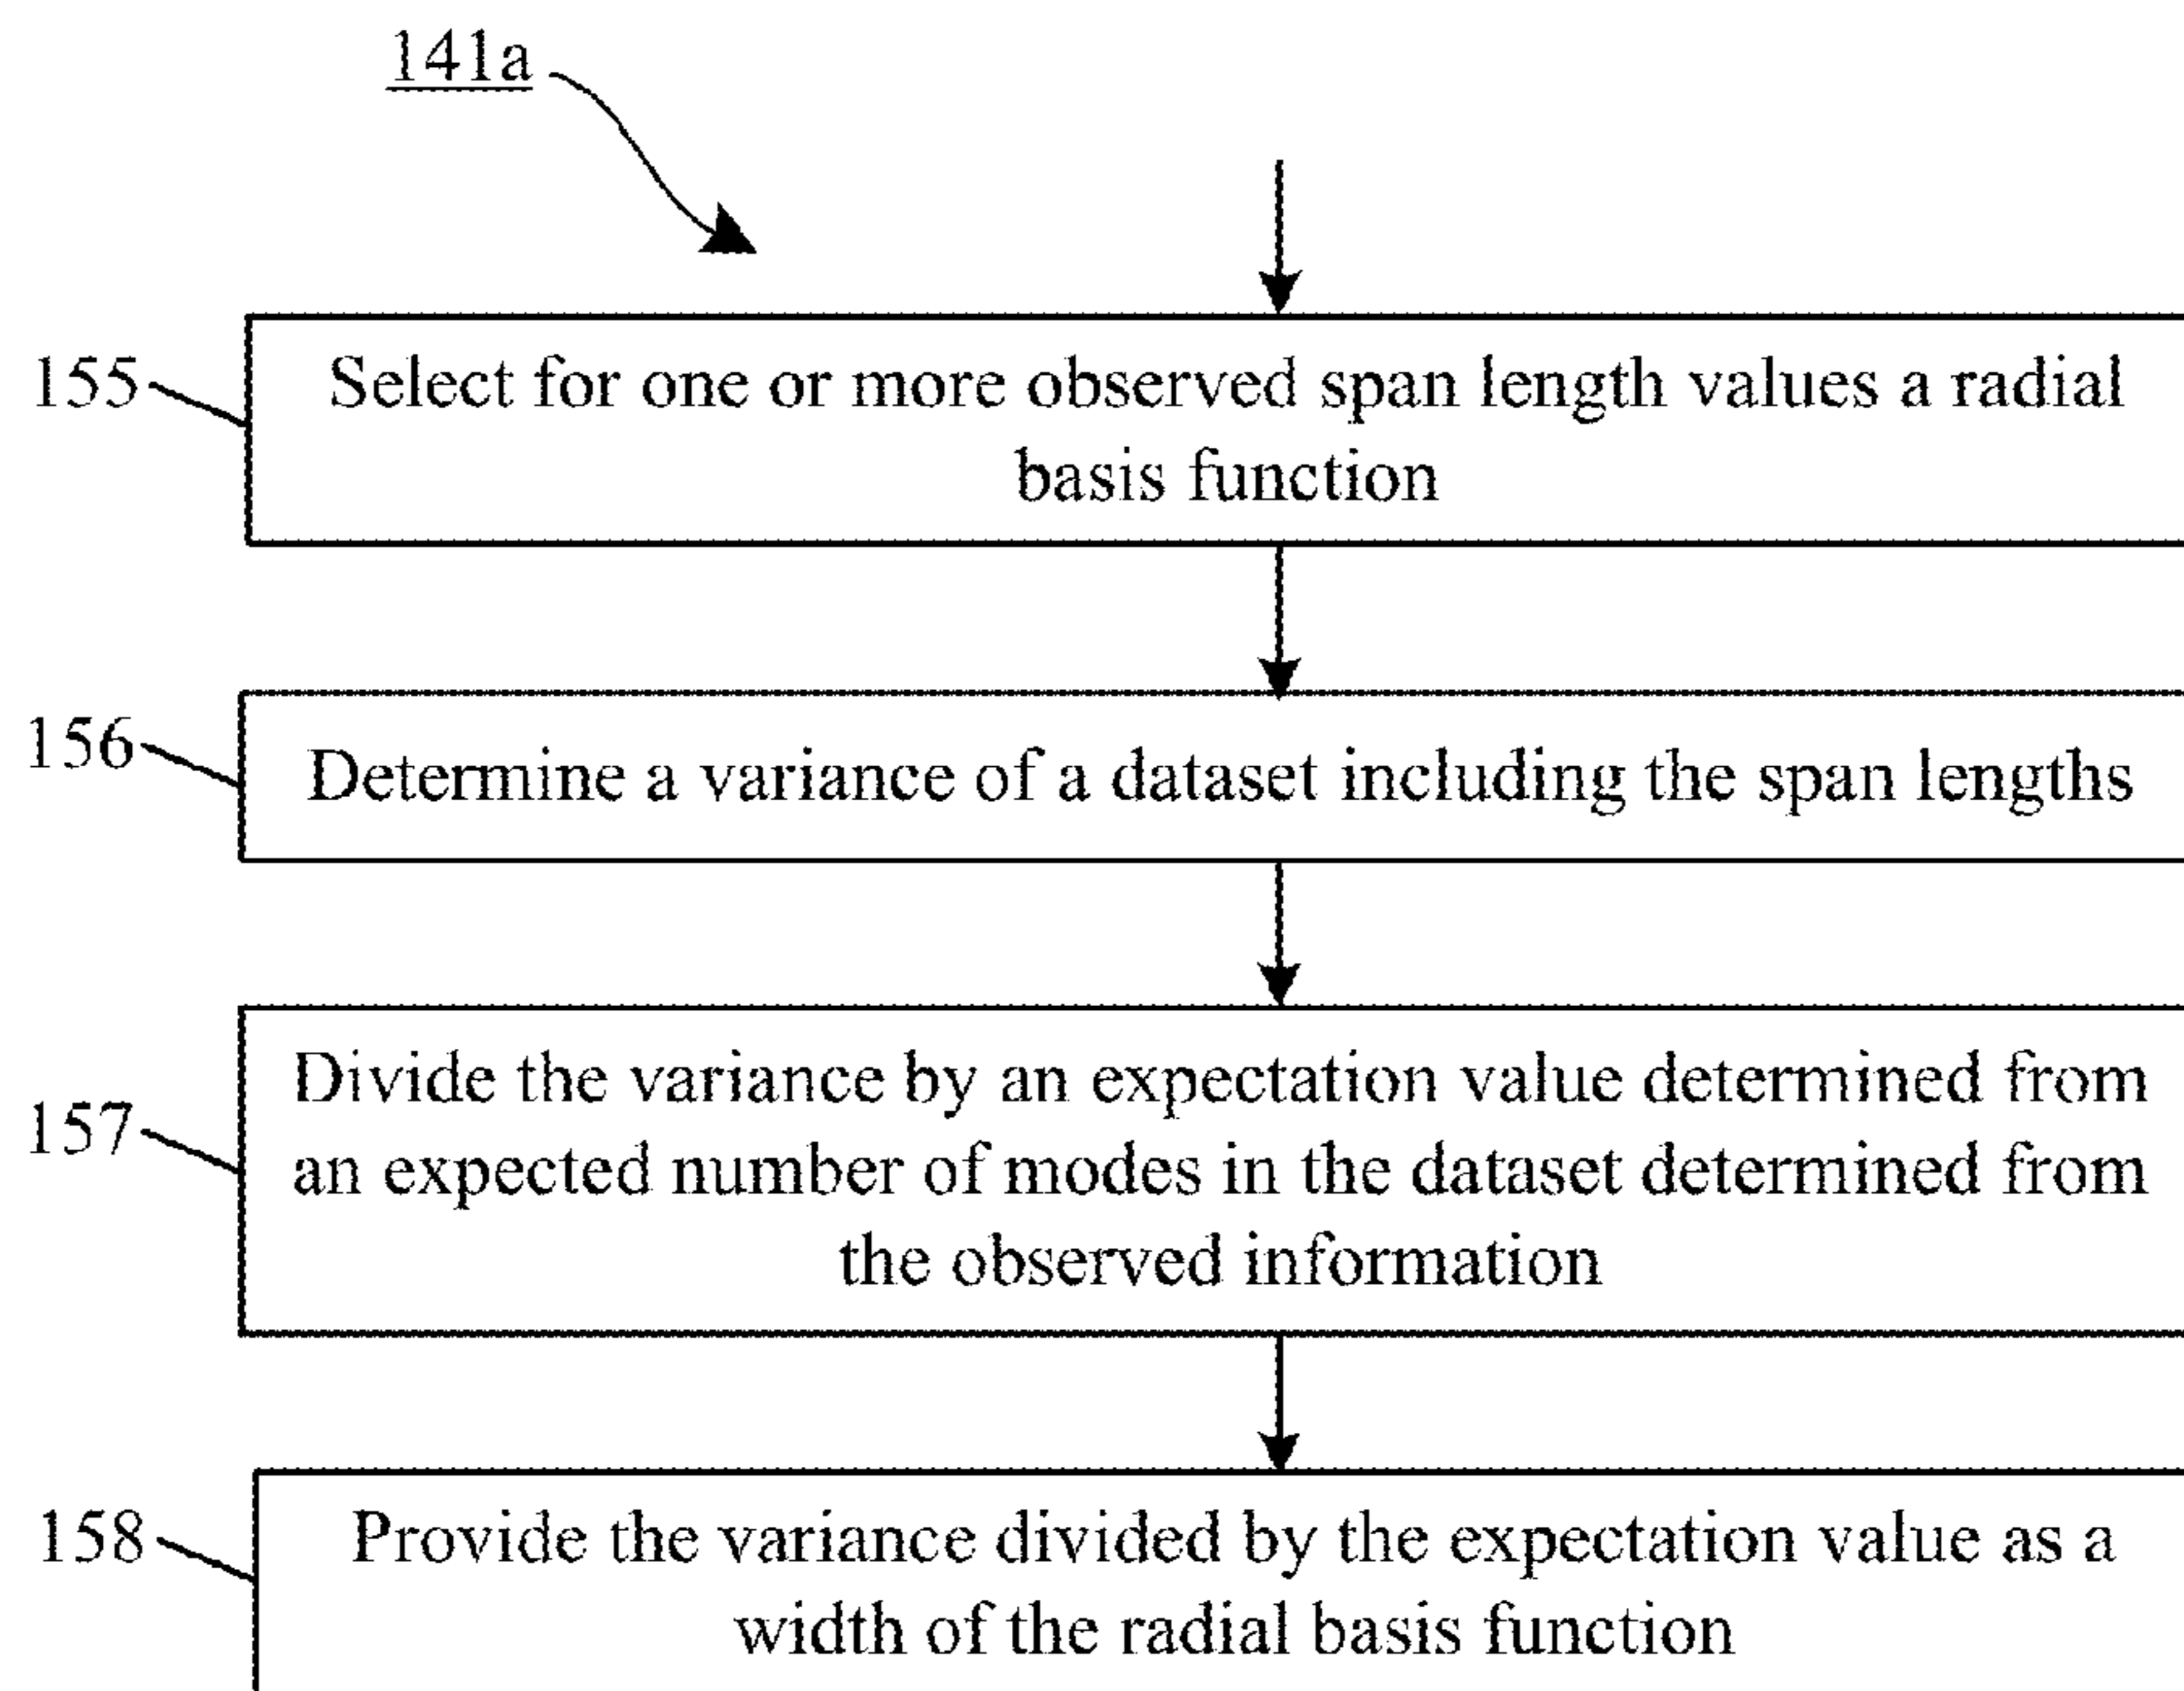 141a
155
Select for one or more observed span length values a radial
basis function
156
Determine a variance of a dataset including the span lengths
157
Divide the variance by an expectation value determined from
an expected number of modes in the dataset determined from
the observed information
158
Provide the variance divided by the expectation value as a
width of the radial basis function